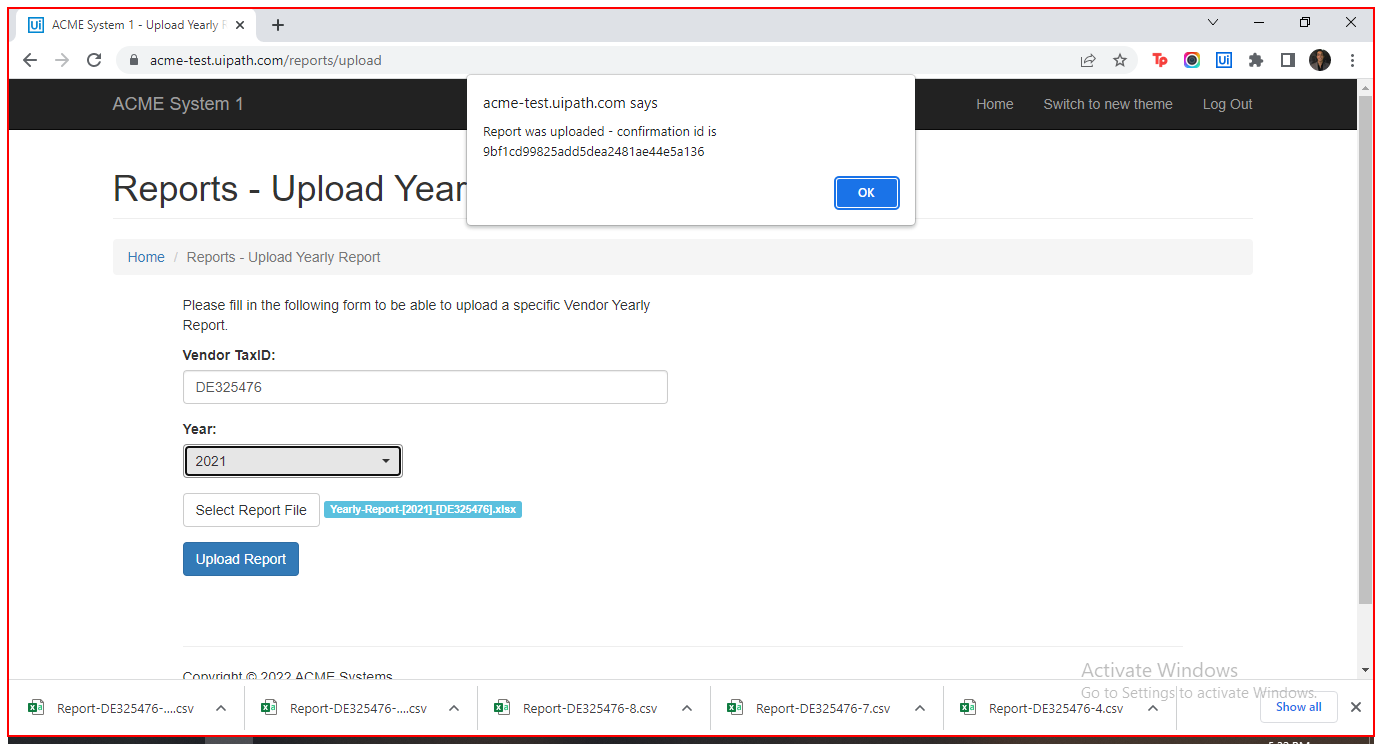 Ui ACME System 1 - Upload Yearly
acme-test.uipath.com/reports/upload
Tp Ui
ACME System 1
Home Switch to new theme Log Out
acme-test.uipath.com says
Report was uploaded - confirmation id is
9bf1cd99825add5dea2481ae44e5a136
OK
Reports - Upload Year
Home / Reports - Upload Yearly Report
Please fill in the following form to be able to upload a specific Vendor Yearly
Report.
Vendor TaxID:
DE325476
Year:
2021
Select Report File Yearly-Report-[2021]-[DE325476].xlsx
Upload Report
Copyright © 2022 ACME Systems
Activate Windows
Go to Settings to activate Windows.
Report-DE325476-....csv Report-DE325476-....csv Report-DE325476-8.csv Report-DE325476-7.csv Report-DE325476-4.csv Show all